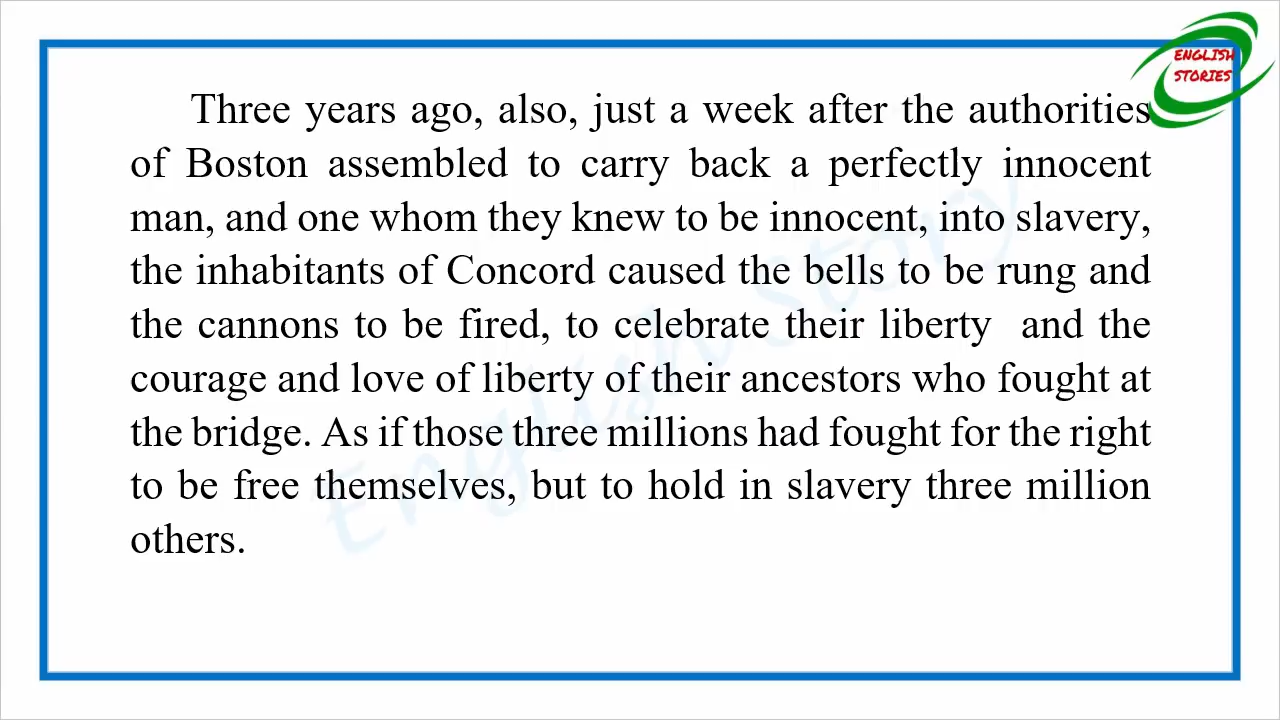 ENGLISH
STORIES
Three years ago, also, just a week after the authorities
of Boston assembled to carry back a perfectly innocent
man, and one whom they knew to be innocent, into slavery,
the inhabitants of Concord caused the bells to be rung and
the cannons to be fired, to celebrate their liberty  and the
courage and love of liberty of their ancestors who fought at
the bridge. As if those three millions had fought for the right
to be free themselves, but to hold in slavery three million
others.
English Story